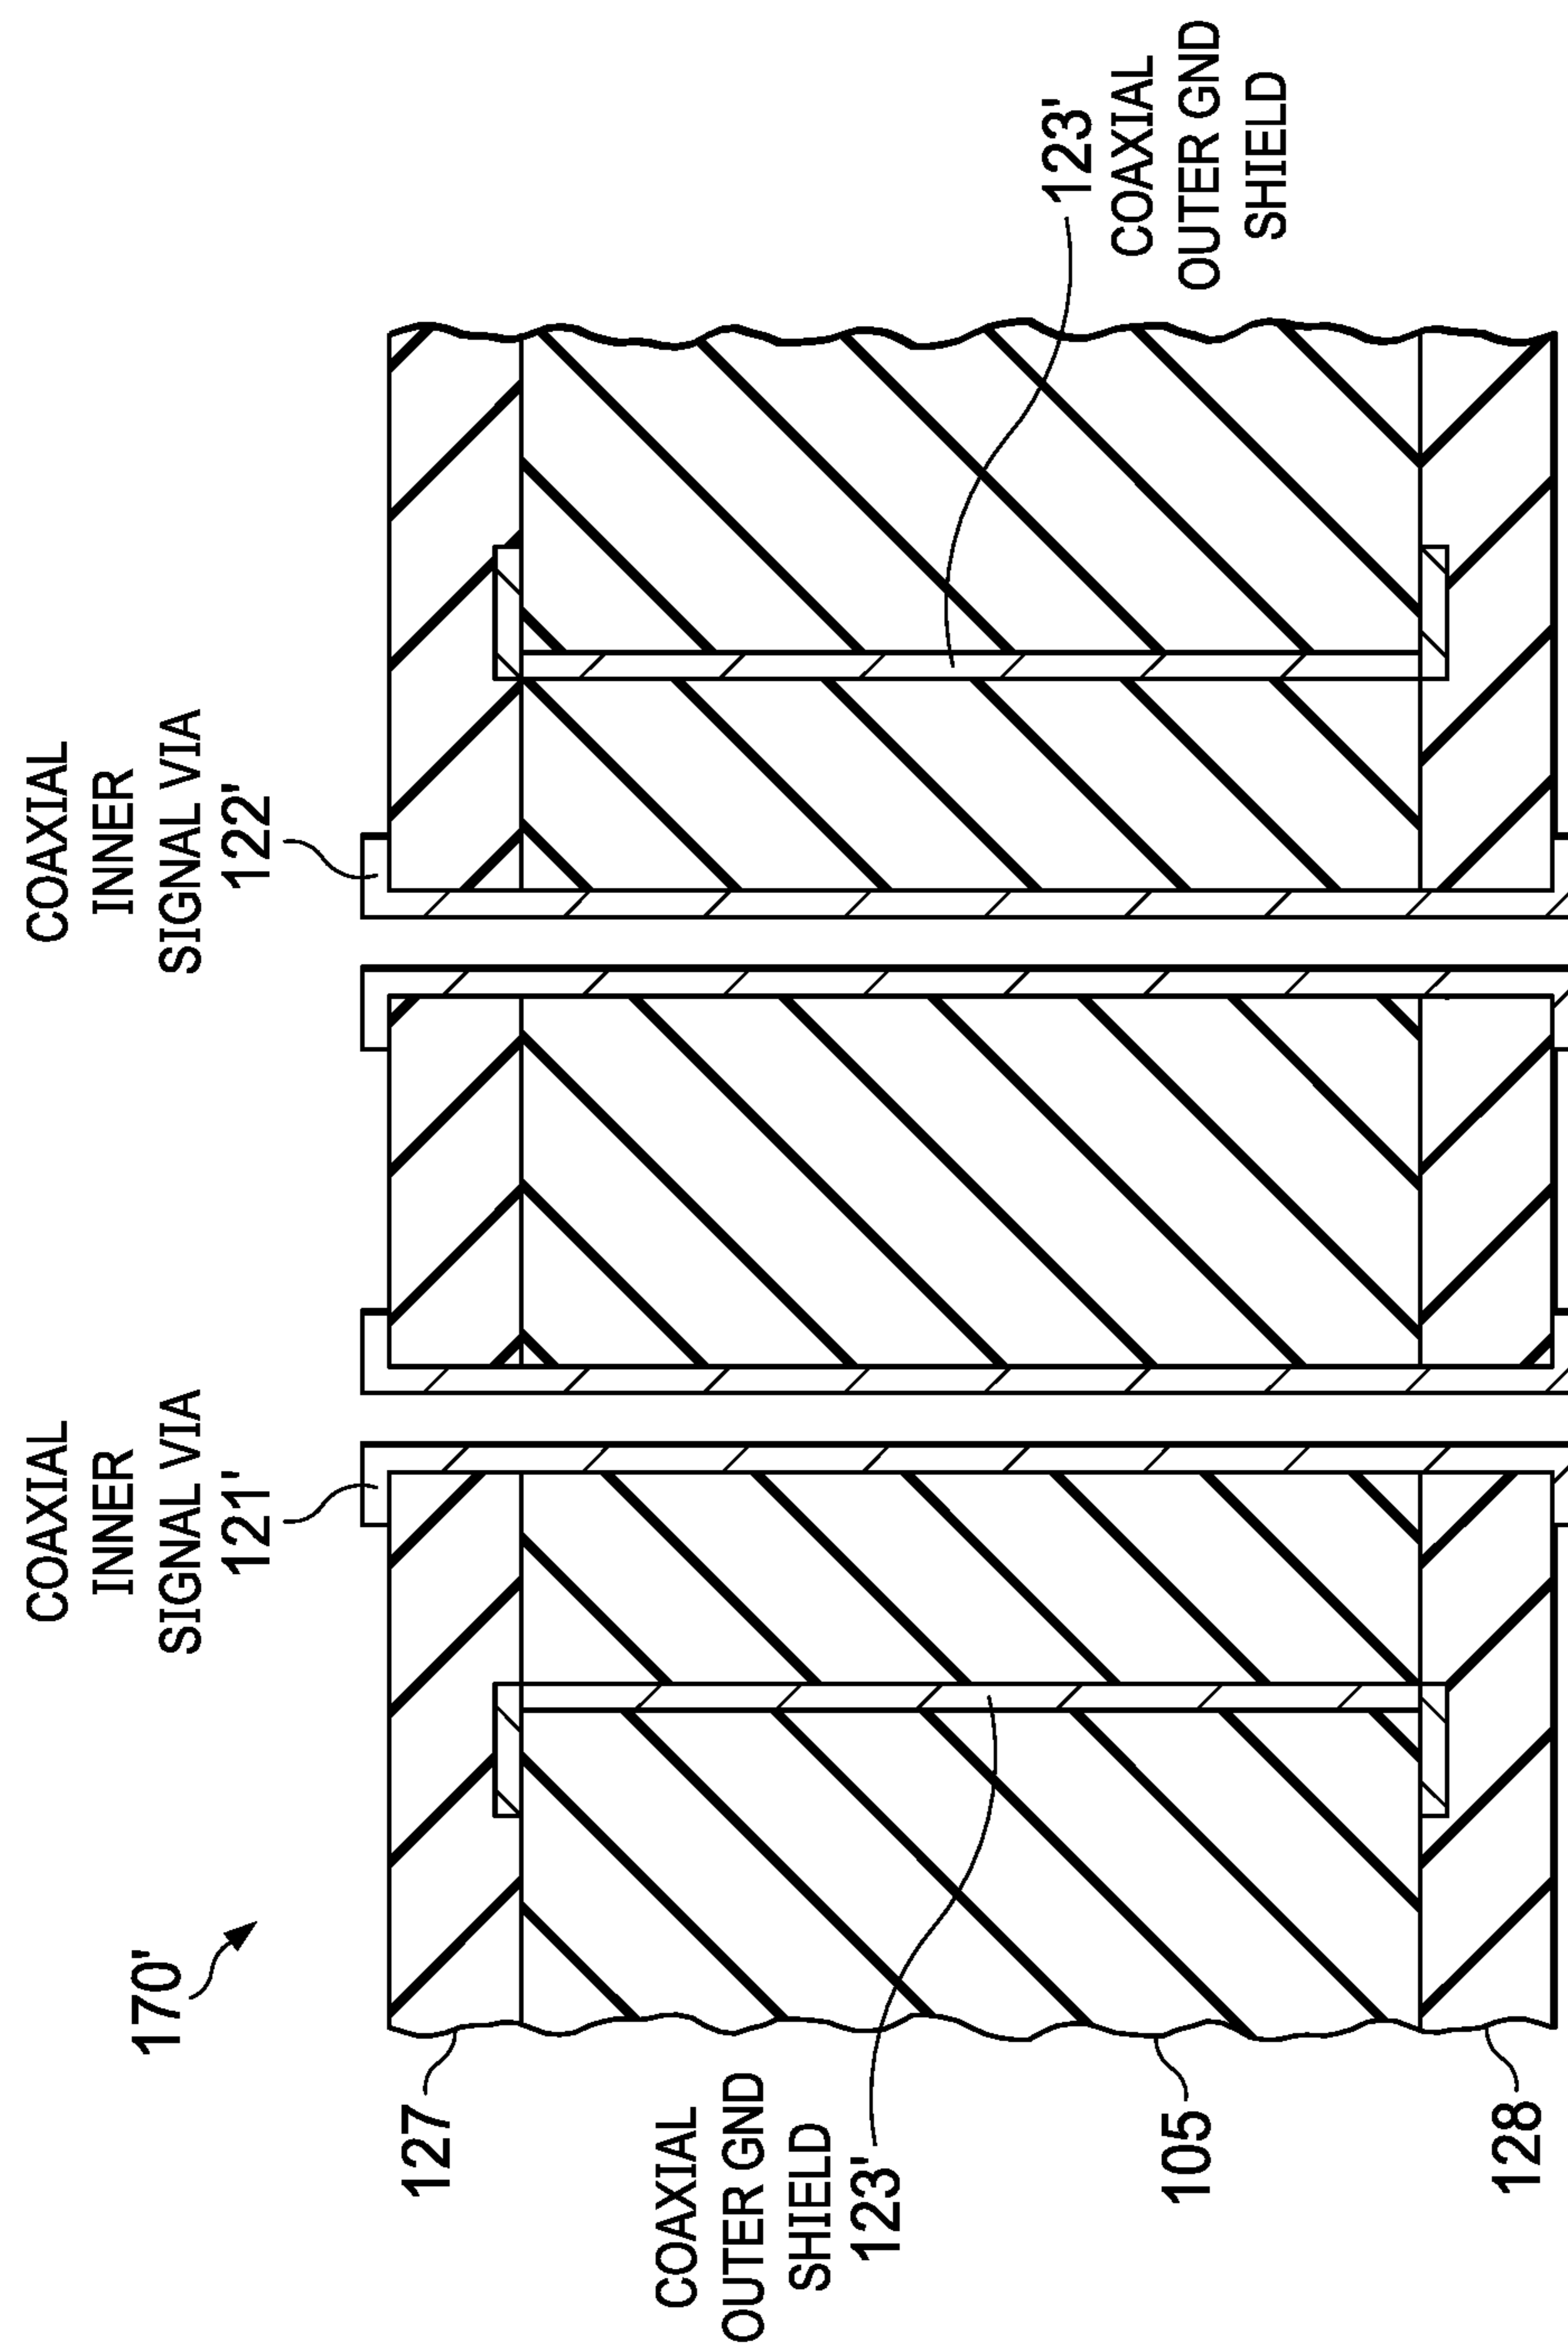 170'
COAXIAL
INNER
SIGNAL VIA
121'
COAXIAL
INNER
SIGNAL VIA
122'
127
COAXIAL
OUTER GND
SHIELD
123'
123'
COAXIAL
OUTER GND
SHIELD
105
128